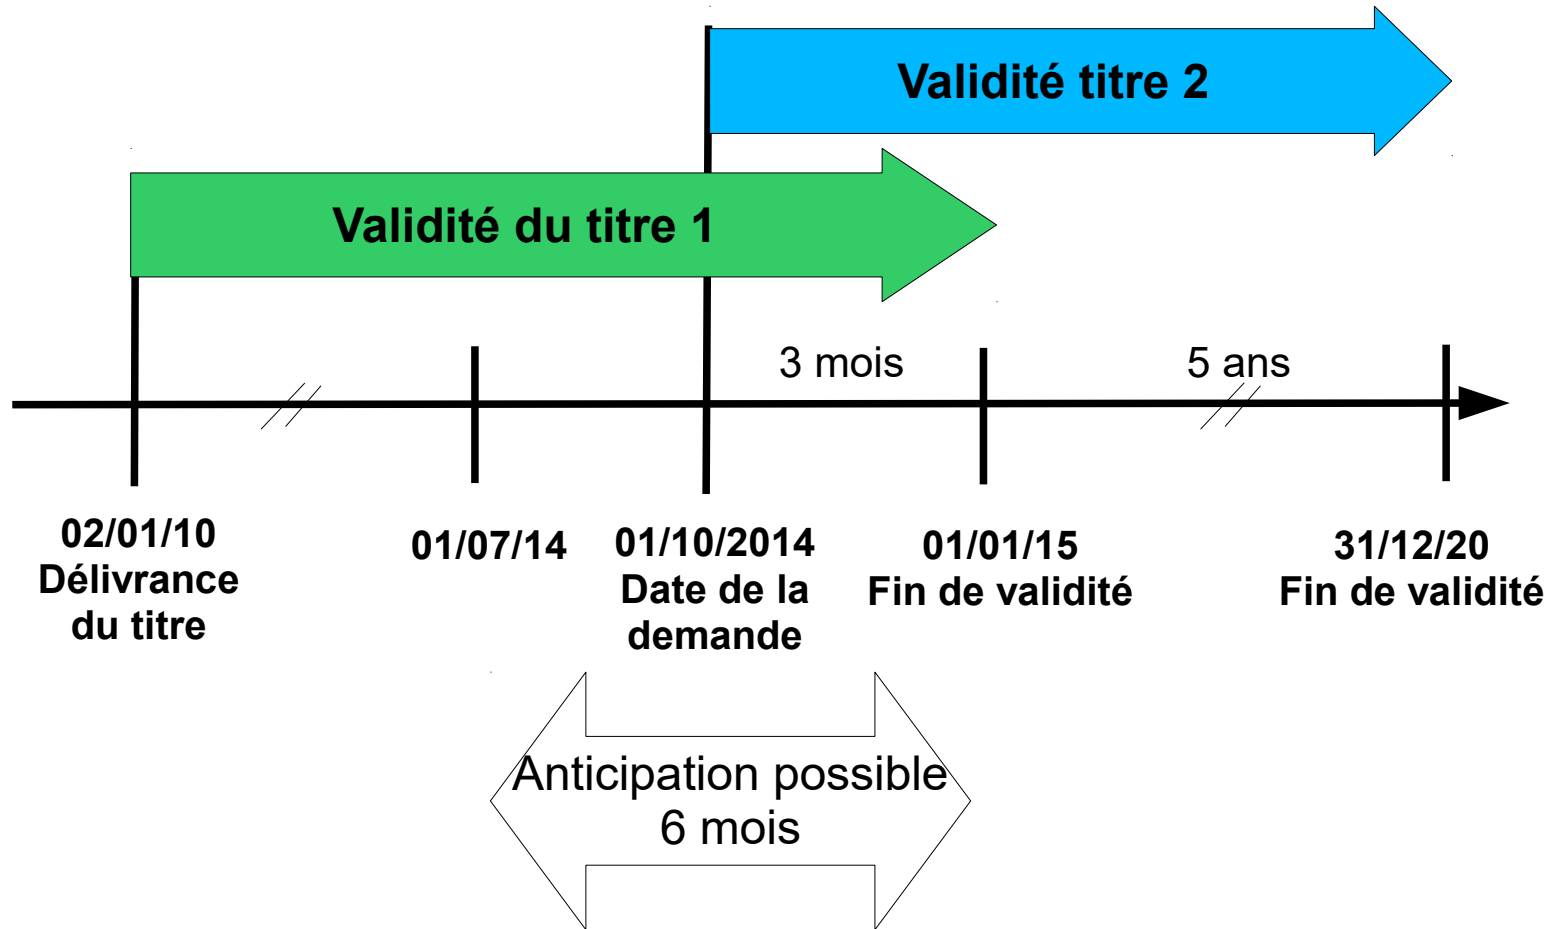 Validité titre 2
Validité du titre 1
3 mois
5 ans
02/01/10
Délivrance
du titre
01/07/14
01/10/2014
Date de la
demande
01/01/15
Fin de validité
31/12/20
Fin de validité
Anticipation possible
6 mois